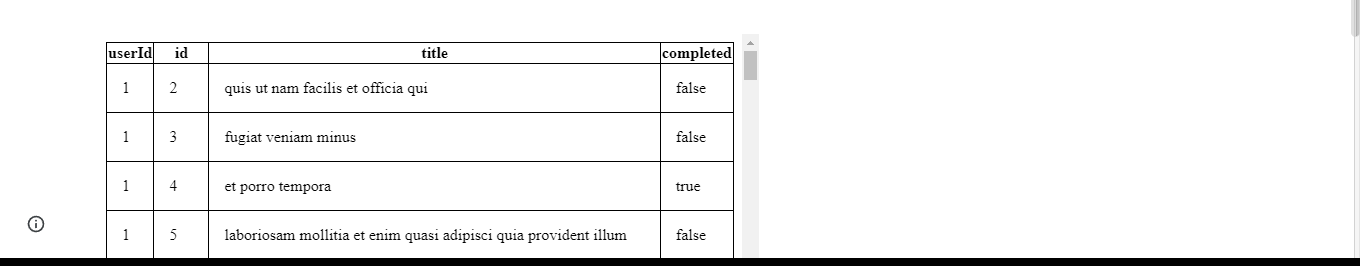 userId id title completed
1 2 quis ut nam facilis et officia qui false
1 3 fugiat veniam minus false
1 4 et porro tempora true
1 5 laboriosam mollitia et enim quasi adipisci quia provident illum false